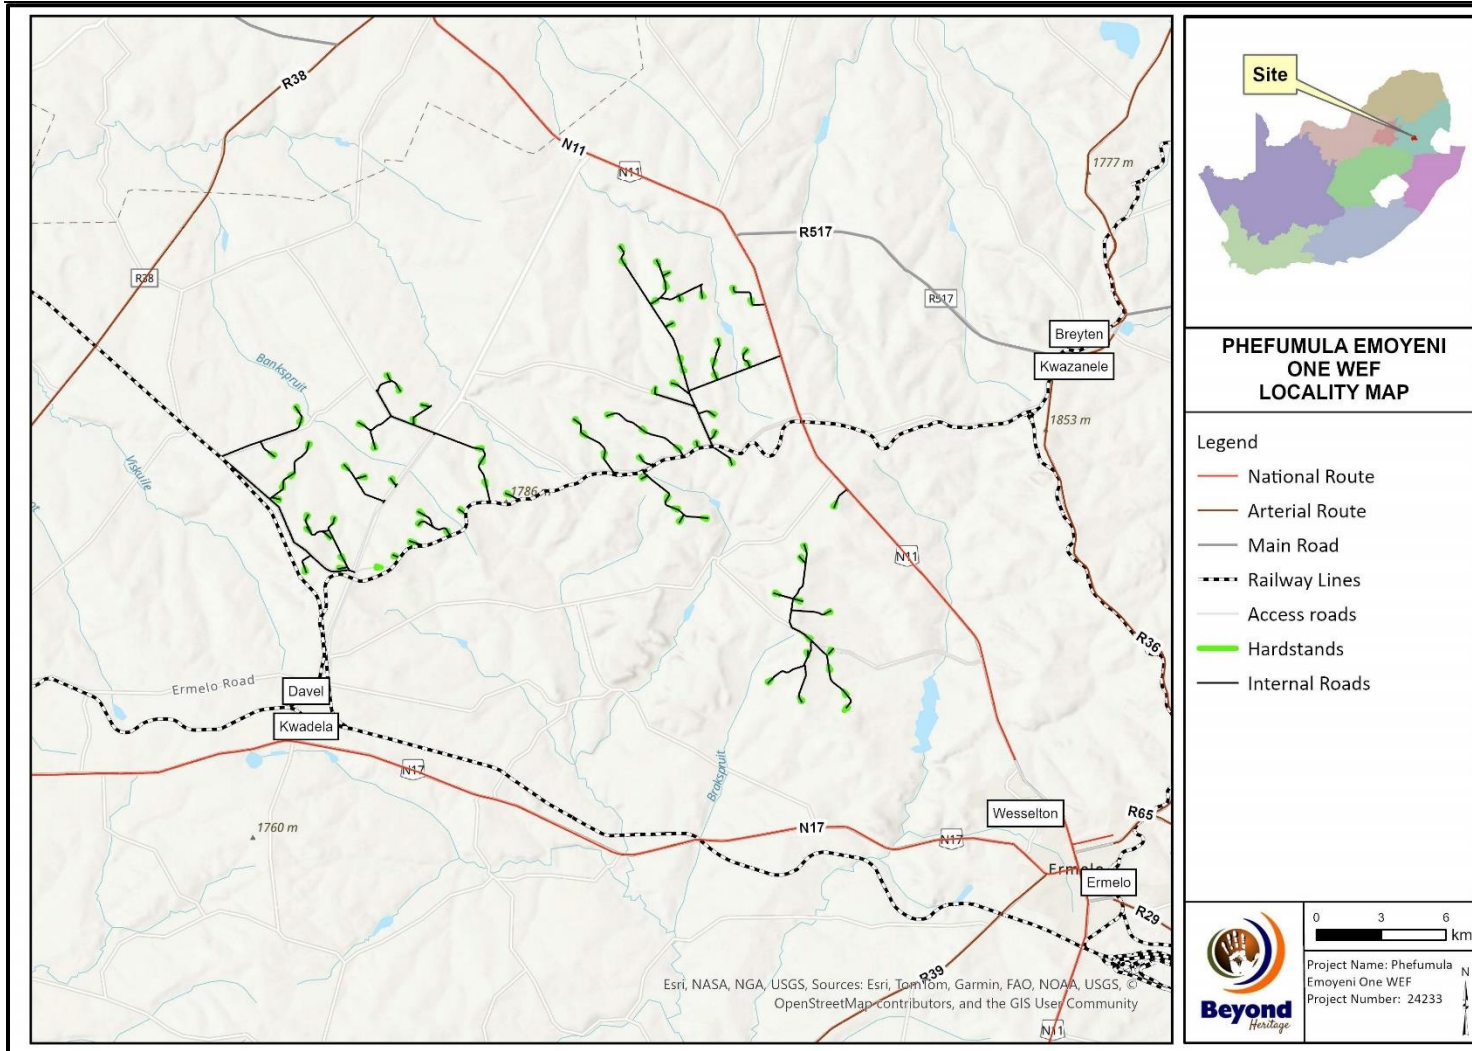 R38
N11
N11
1777 m
R517
R38
R517
Breyten
Kwazanele
Bankspruit
1853 m
Viskuile
1786 m
N11
R36
Ermelo Road
Davel
Kwadela
N17
Brakspruit
Wesselton
R65
1760 m
N17
N17
Ermelo
Ermelo
R29
R39
Esri, NASA, NGA, USGS, Sources: Esri, TomTom, Garmin, FAO, NOAA, USGS, ©
OpenStreetMap contributors, and the GIS User Community
N11
Site
PHEFUMULA EMOYENI
ONE WEF
LOCALITY MAP
Legend
National Route
Arterial Route
Main Road
Railway Lines
Access roads
Hardstands
Internal Roads
Beyond
Heritage
0 3 6
km
Project Name: Phefumula
Emoyeni One WEF
Project Number: 24233
N